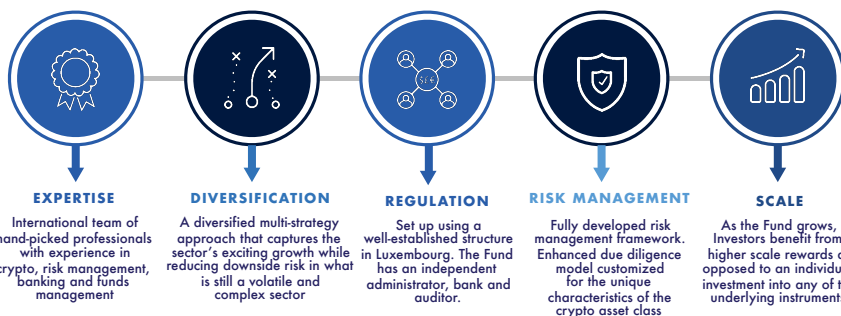 EXPERTISE
International team of
hand-picked professionals
with experience in
crypto, risk management,
banking and funds
management
DIVERSIFICATION
A diversified multi-strategy
approach that captures the
sector's exciting growth while
reducing downside risk in what
is still a volatile and
complex sector
REGULATION
Set up using a
well-established structure
in Luxembourg. The Fund
has an independent
administrator, bank and
auditor.
RISK MANAGEMENT
Fully developed risk
management framework.
Enhanced due diligence
model customized
for the unique
characteristics of the
crypto asset class
SCALE
As the Fund grows,
Investors benefit from
higher scale rewards
opposed to an individual
investment into any of
underlying instruments